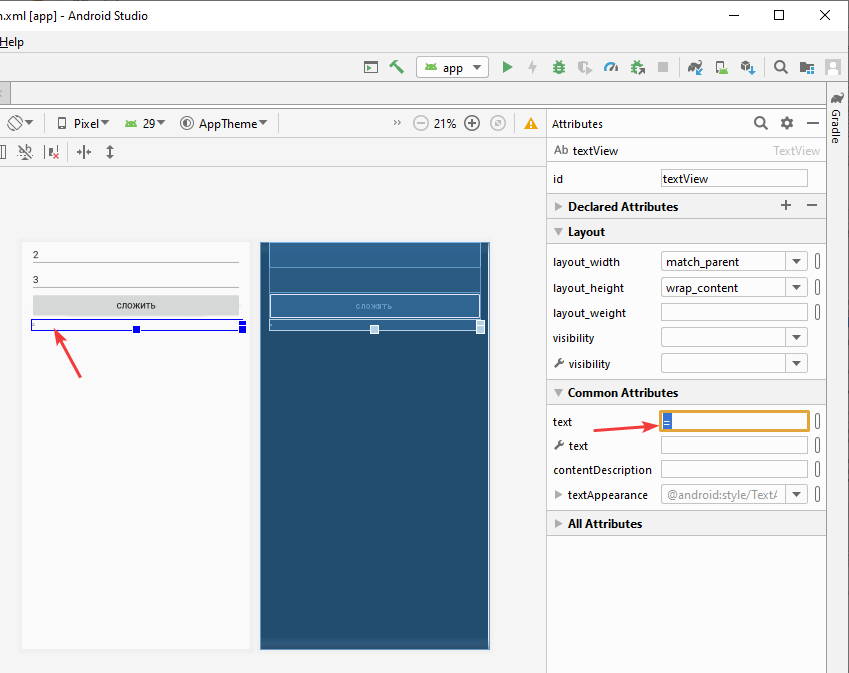 n.xml [app] - Android Studio
Help
app
Pixel
29
AppTheme
»
21%
Attributes
Ab textView
TextView
Gradle
id
textView
Declared Attributes
Layout
layout_width
match_parent
layout_height
wrap_content
layout_weight
visibility
visibility
Common Attributes
text
=
text
contentDescription
textAppearance
@android:style/TextA
All Attributes
2
3
СЛОЖИТЬ
=
СЛОЖИТЬ